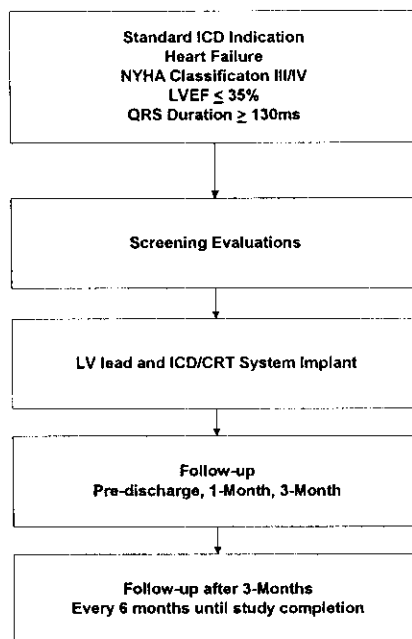 Standard ICD Indication
Heart Failure
NYHA Classificaton III/IV
LVEF ≤ 35%
QRS Duration ≥ 130ms
Screening Evaluations
LV lead and ICD/CRT System Implant
Follow-up
Pre-discharge, 1-Month, 3-Month
Follow-up after 3-Months
Every 6 months until study completion